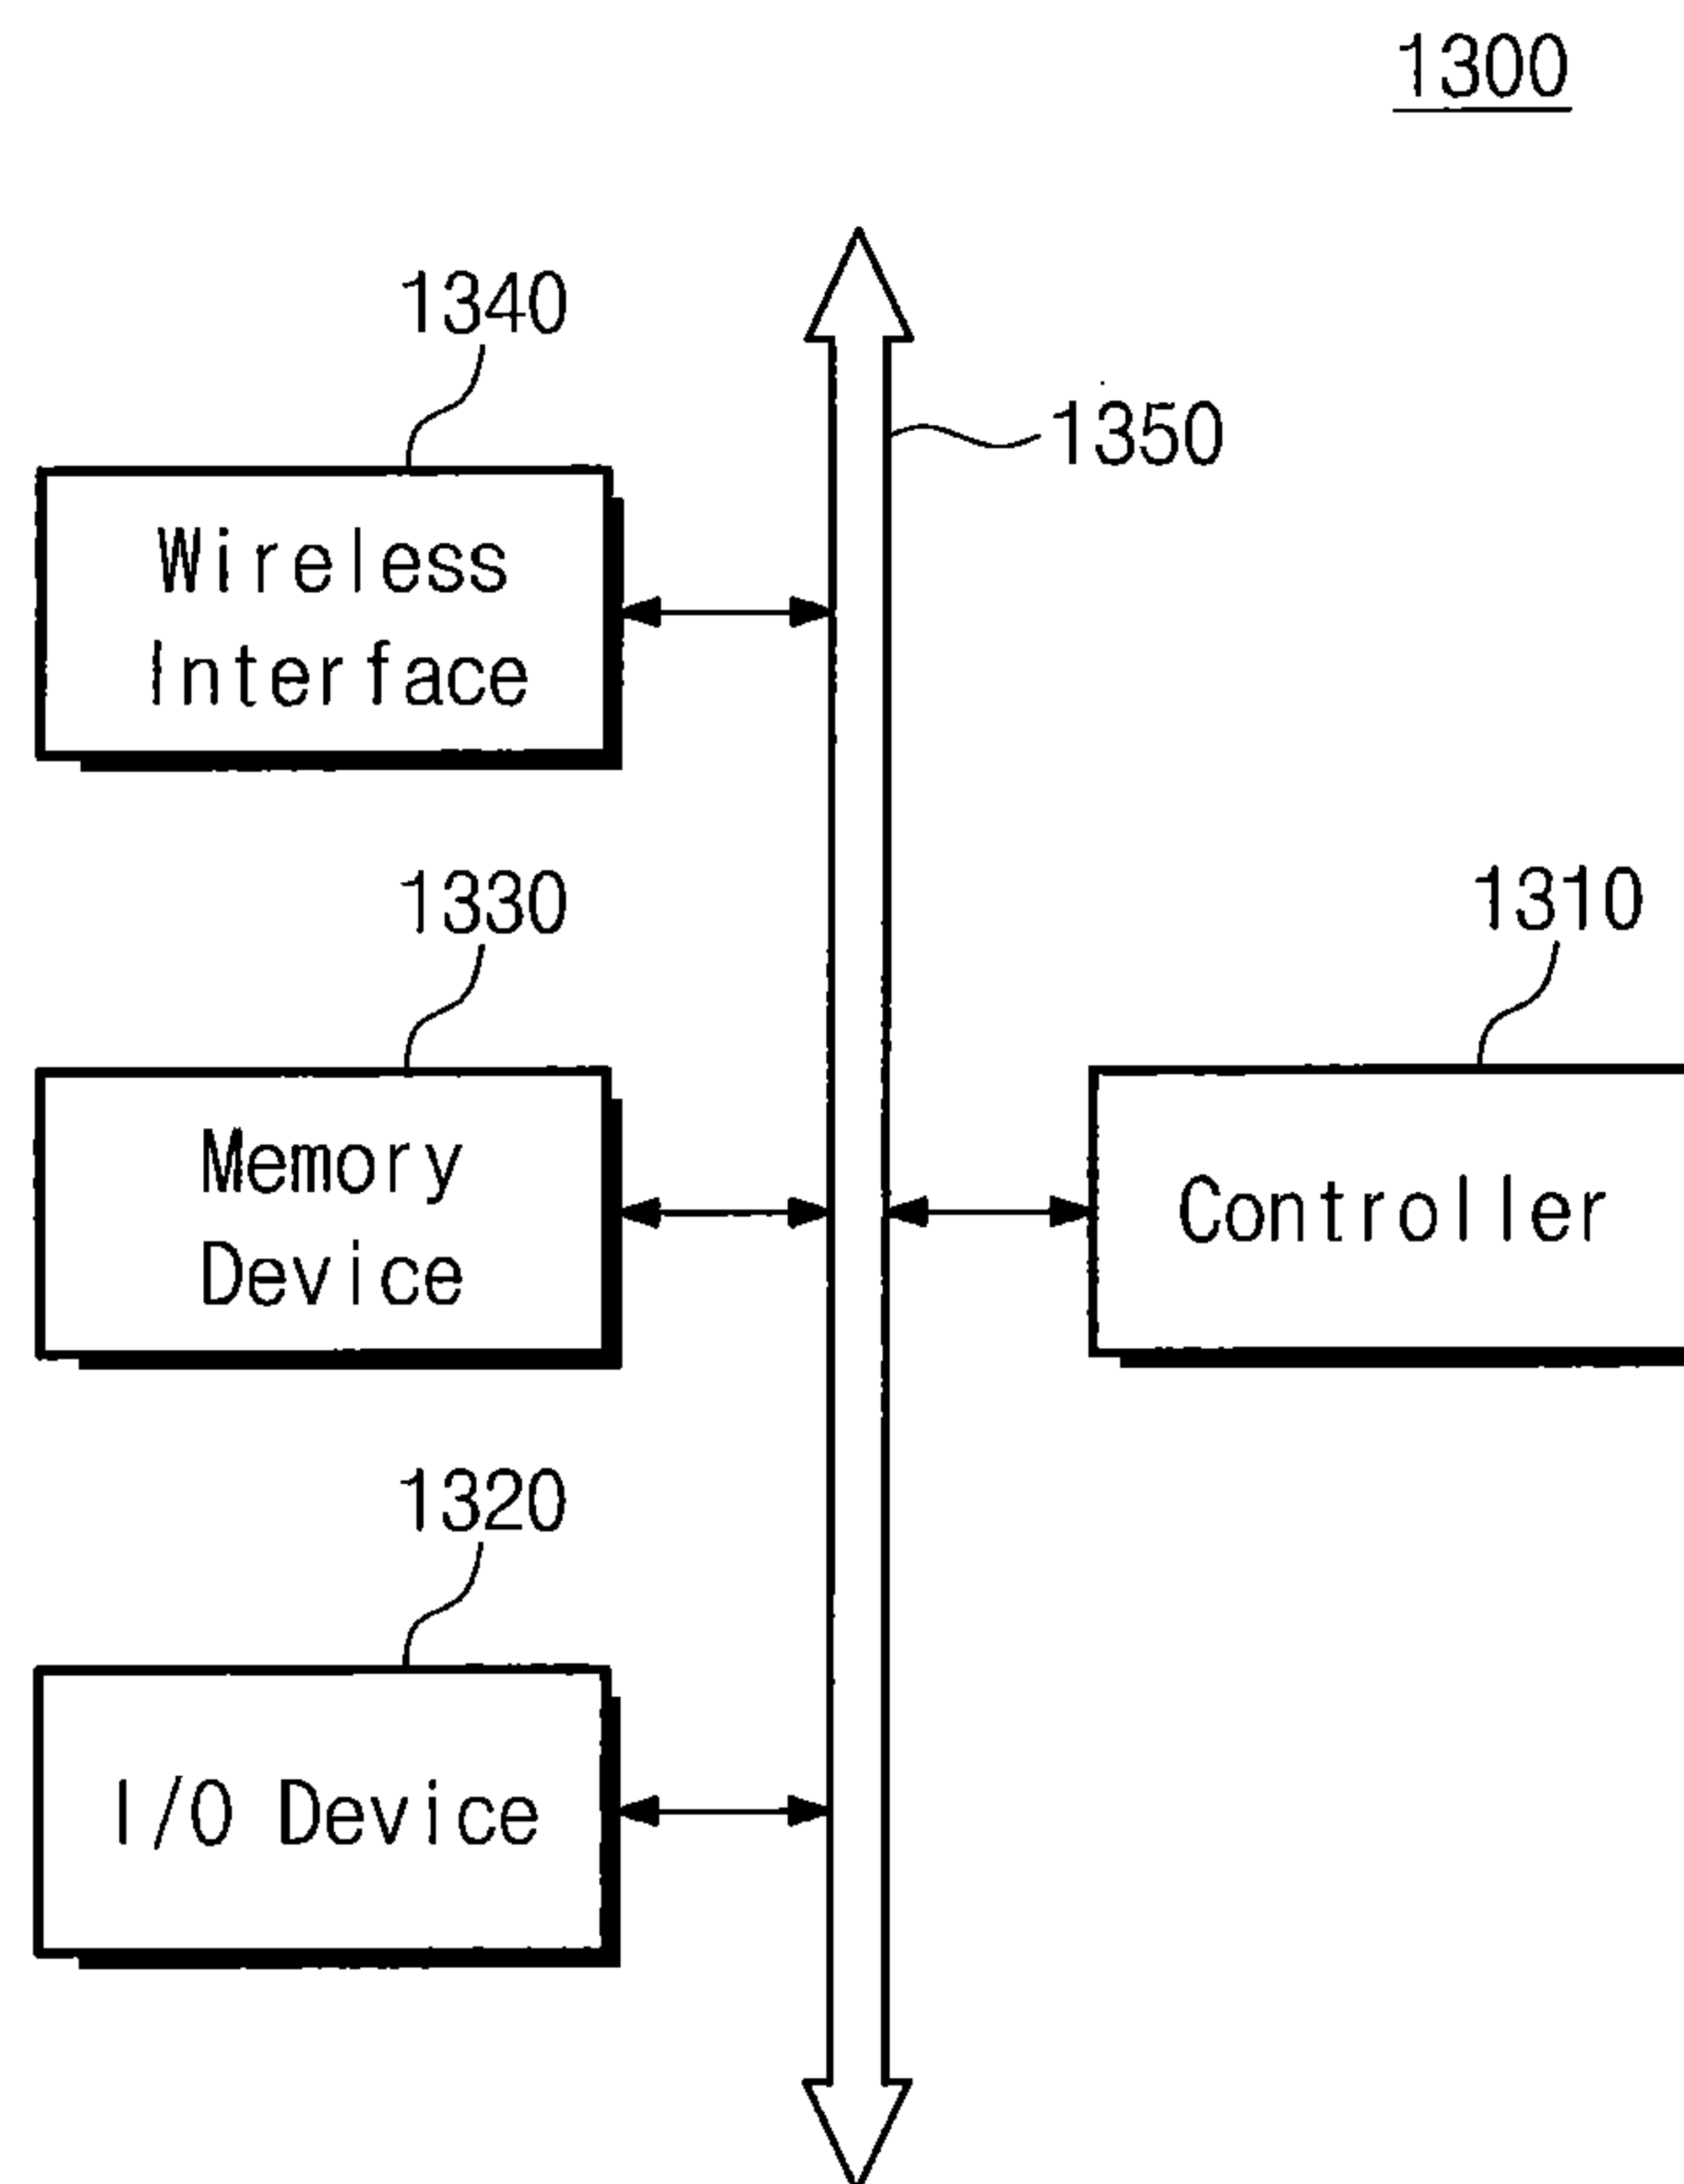 1300
1340
1350
Wireless
Interface
1330
1310
Memory
Device
Controller
1320
I/O Device